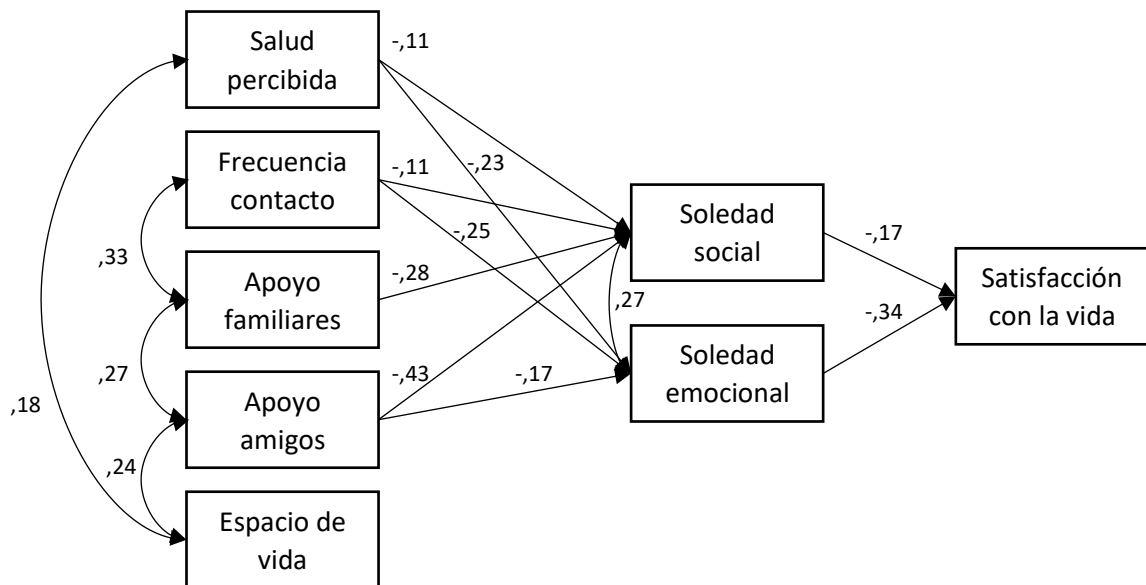 Salud
percibida
-,11
Frecuencia
contacto
-,11
-,23
-,25
,33
Apoyo
familiares
-,28
,27
Apoyo
amigos
-,43
-,17
,18
,24
Espacio de
vida
Soledad
social
-,17
,27
Soledad
emocional
-,34
Satisfacción
con la vida